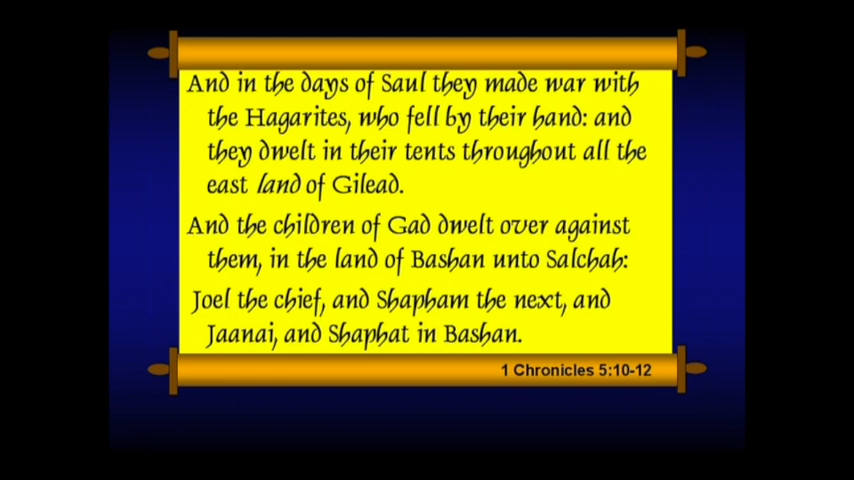 And in the days of Saul they made war with
the Hagarites, who fell by their hand: and
they dwelt in their tents throughout all the
east land of Gilead.
And the children of Gad dwelt over against
them, in the land of Bashan unto Salchah:
Joel the chief, and Shapham the next, and
Jaanai, and Shaphat in Bashan.
1 Chronicles 5:10-12